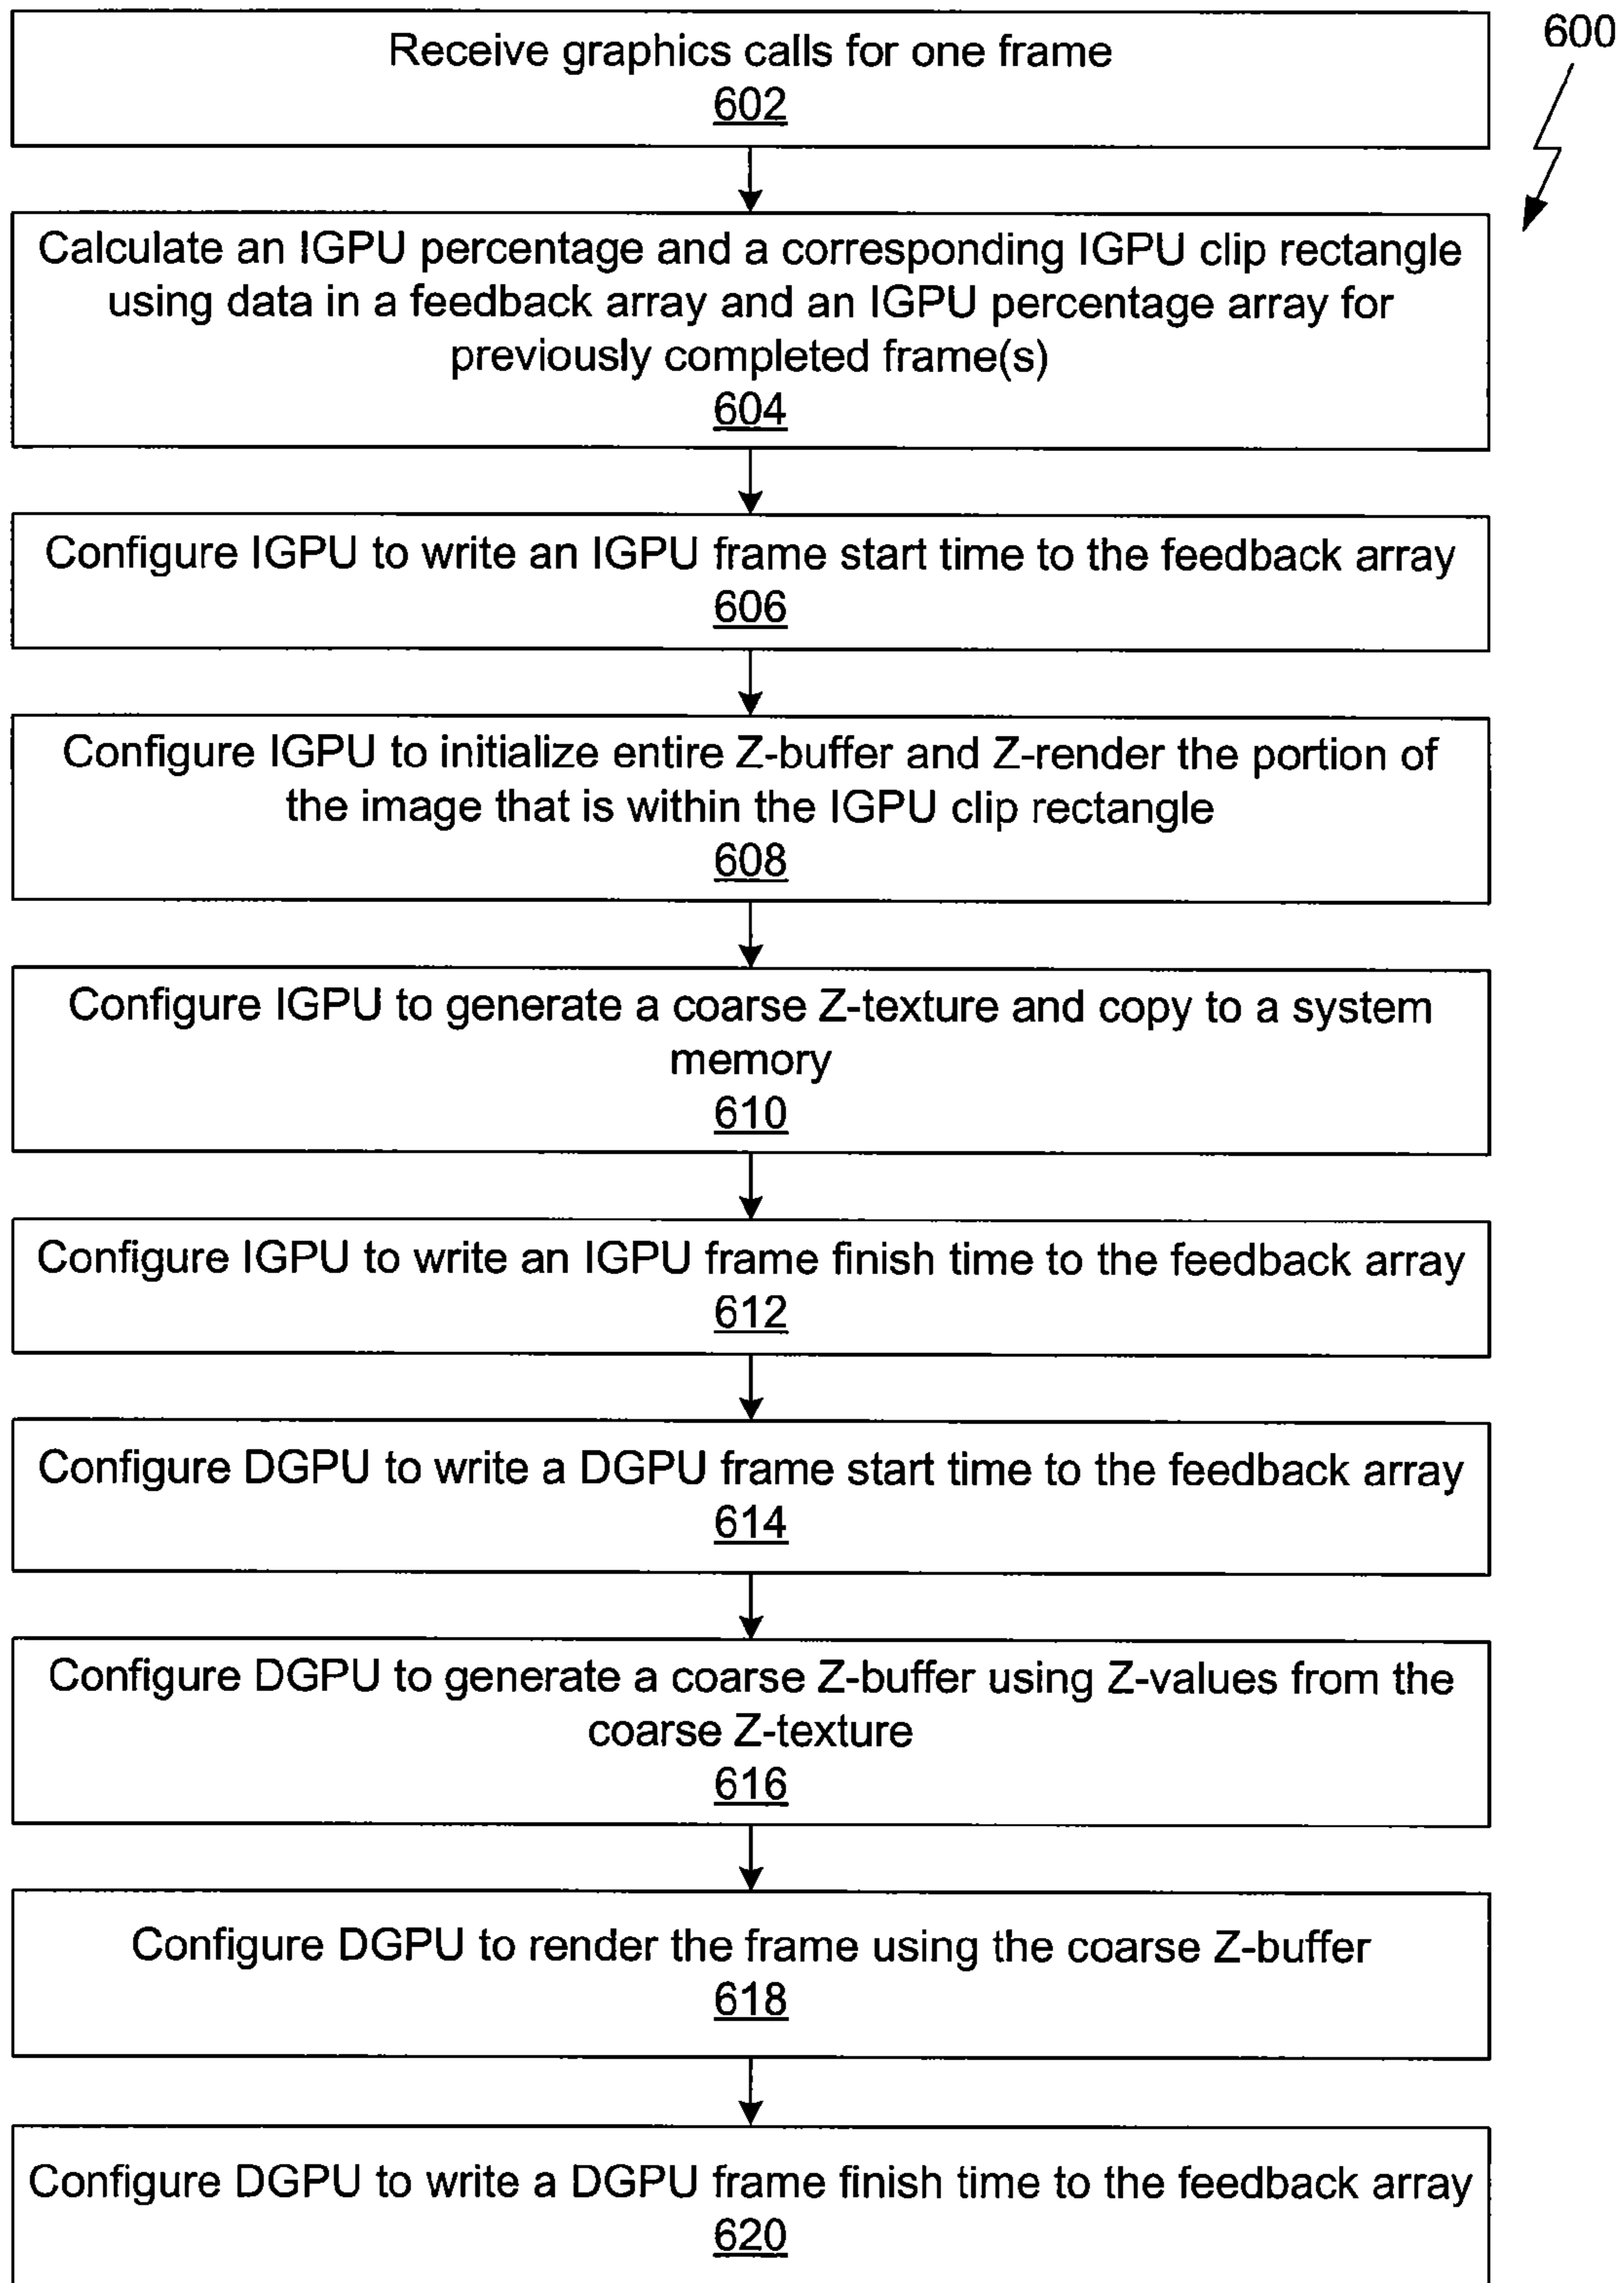 600
Receive graphics calls for one frame
602
Calculate an IGPU percentage and a corresponding IGPU clip rectangle
using data in a feedback array and an IGPU percentage array for
previously completed frame(s)
604
Configure IGPU to write an IGPU frame start time to the feedback array
606
Configure IGPU to initialize entire Z-buffer and Z-render the portion of
the image that is within the IGPU clip rectangle
608
Configure IGPU to generate a coarse Z-texture and copy to a system
memory
610
Configure IGPU to write an IGPU frame finish time to the feedback array
612
Configure DGPU to write a DGPU frame start time to the feedback array
614
Configure DGPU to generate a coarse Z-buffer using Z-values from the
coarse Z-texture
616
Configure DGPU to render the frame using the coarse Z-buffer
618
Configure DGPU to write a DGPU frame finish time to the feedback array
620